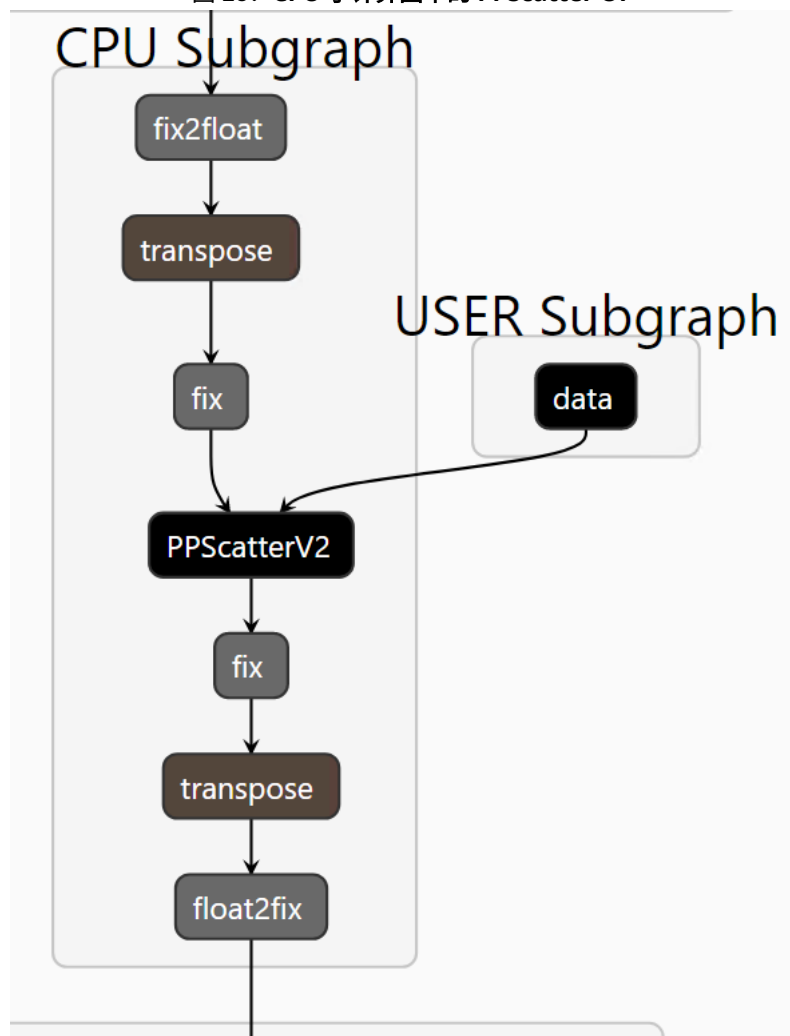 CPU Subgraph
fix2float
transpose
fix
USER Subgraph
data
PPScatterV2
fix
transpose
float2fix